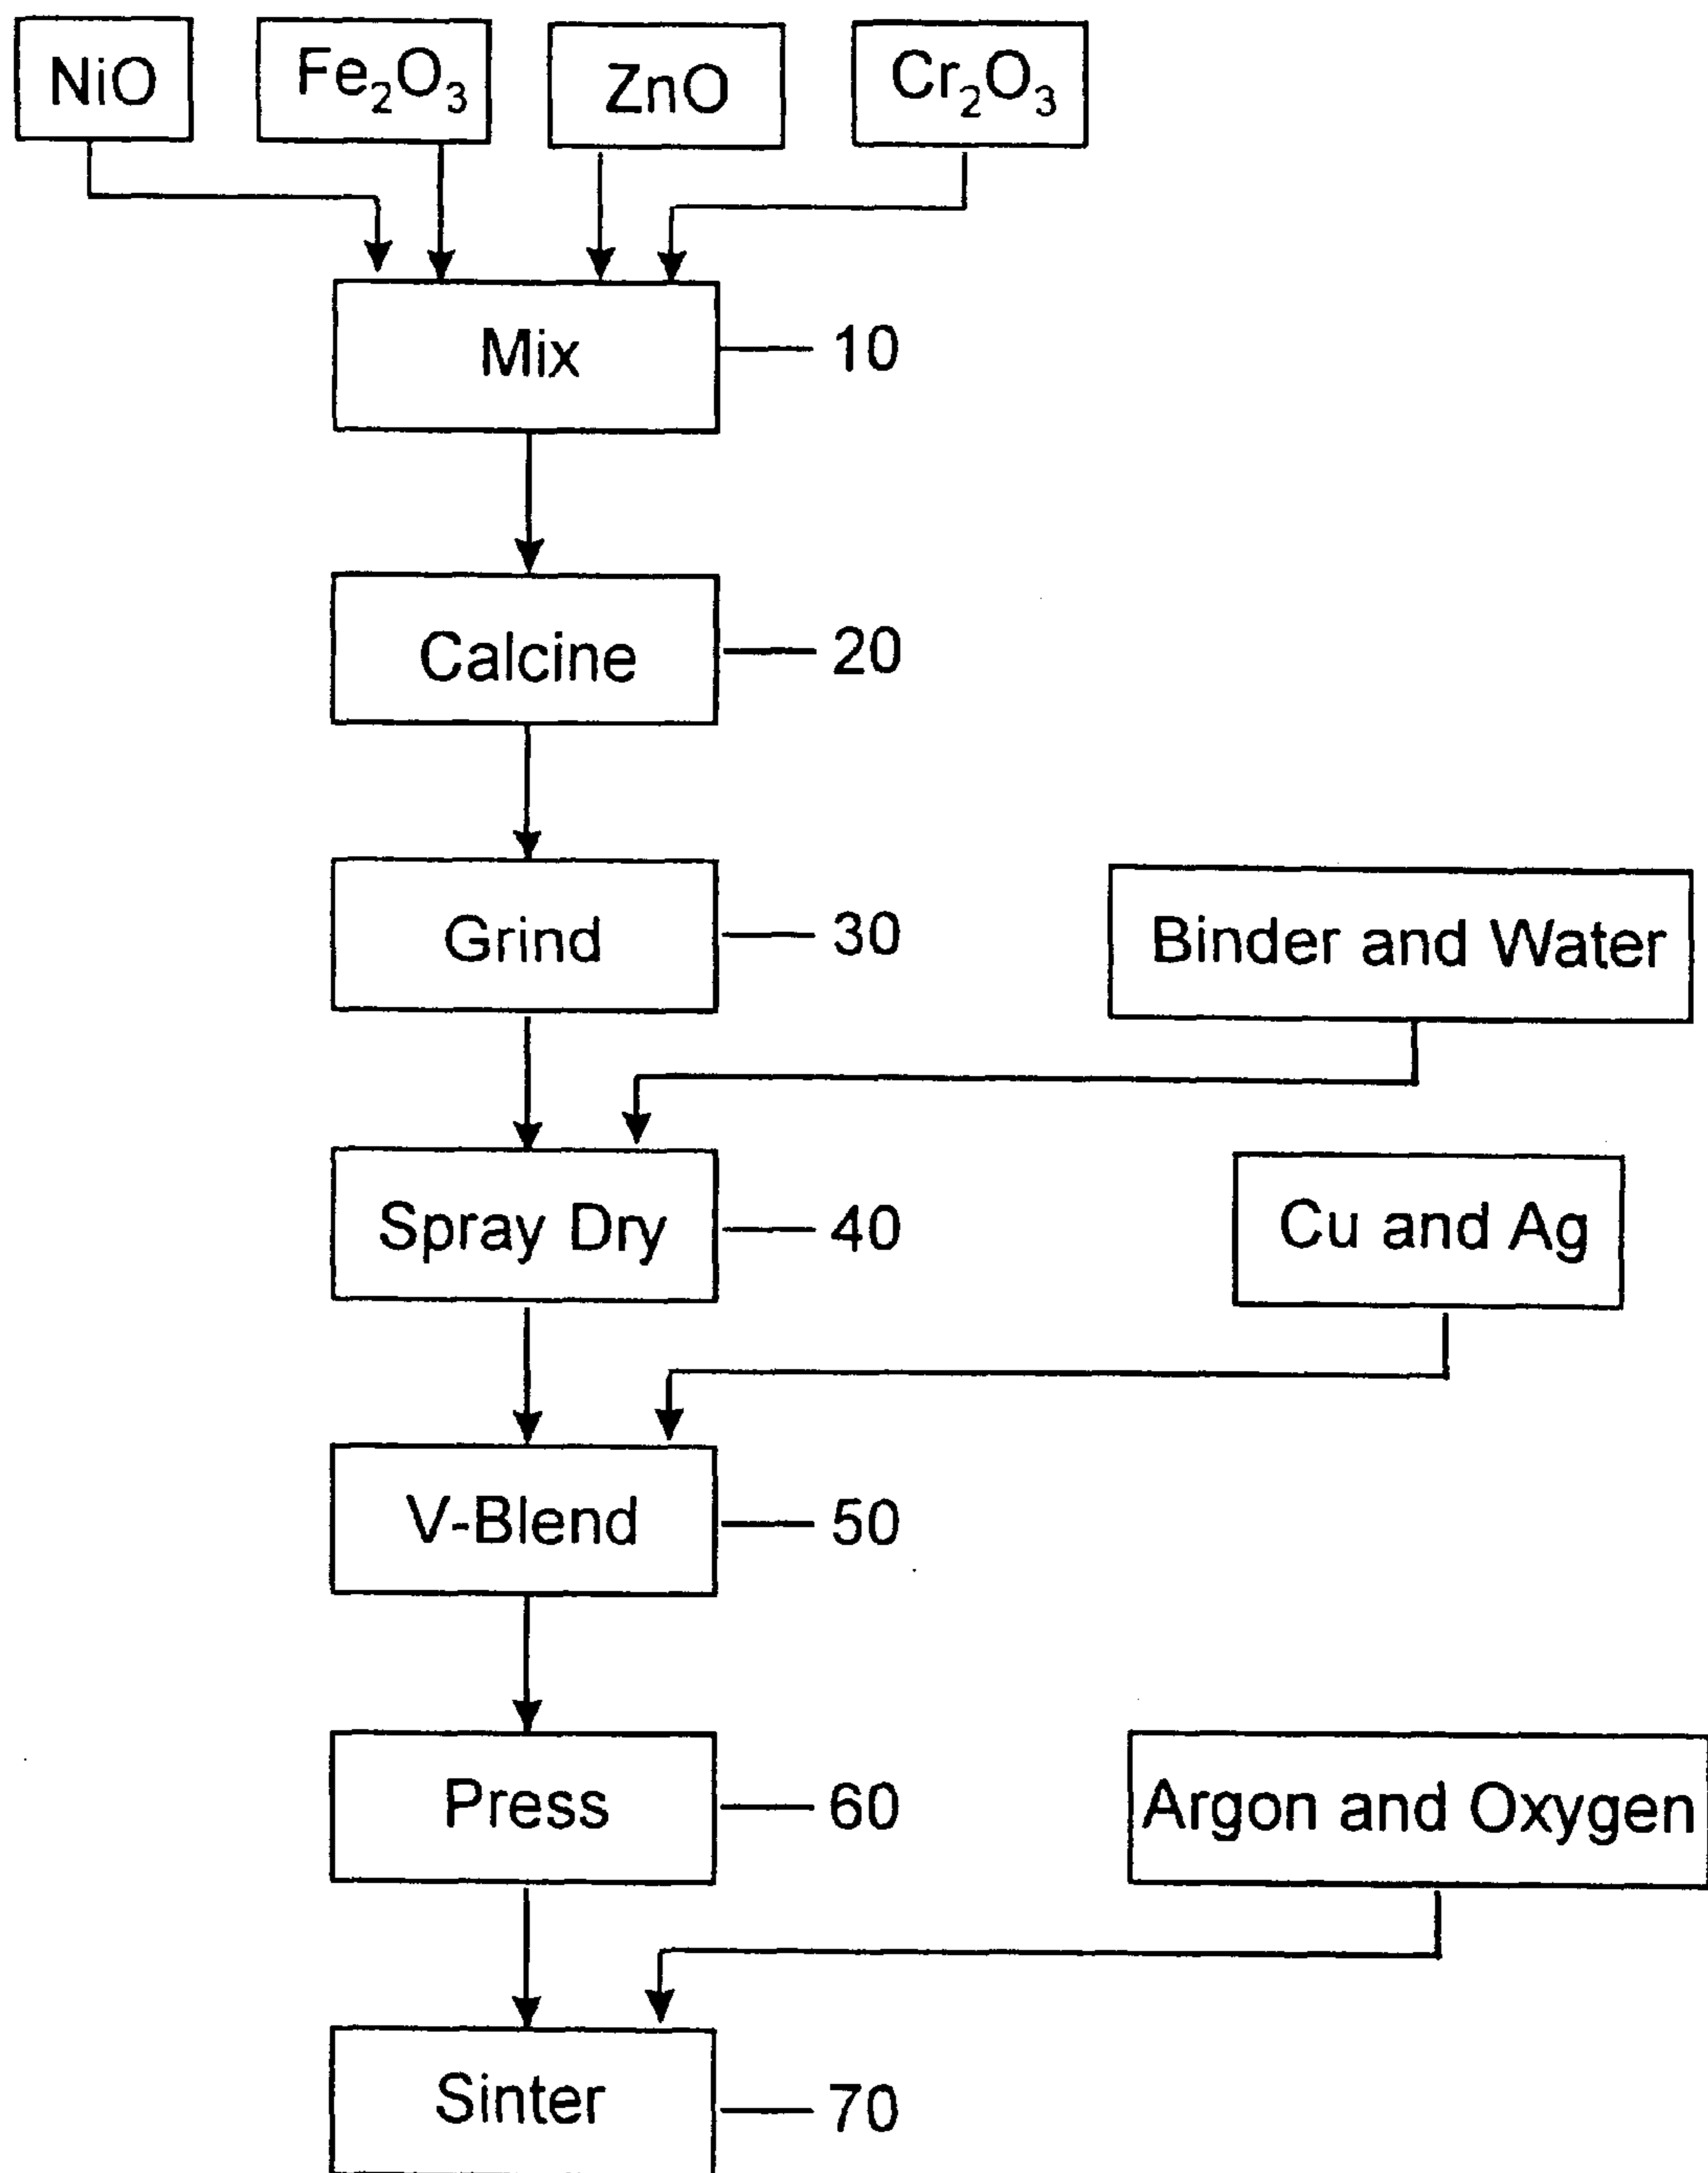 NiO
Fe₂O₃
ZnO
Cr₂O₃
Mix
10
Calcine
20
Grind
30
Binder and Water
Spray Dry
40
Cu and Ag
V-Blend
50
Press
60
Argon and Oxygen
Sinter
70